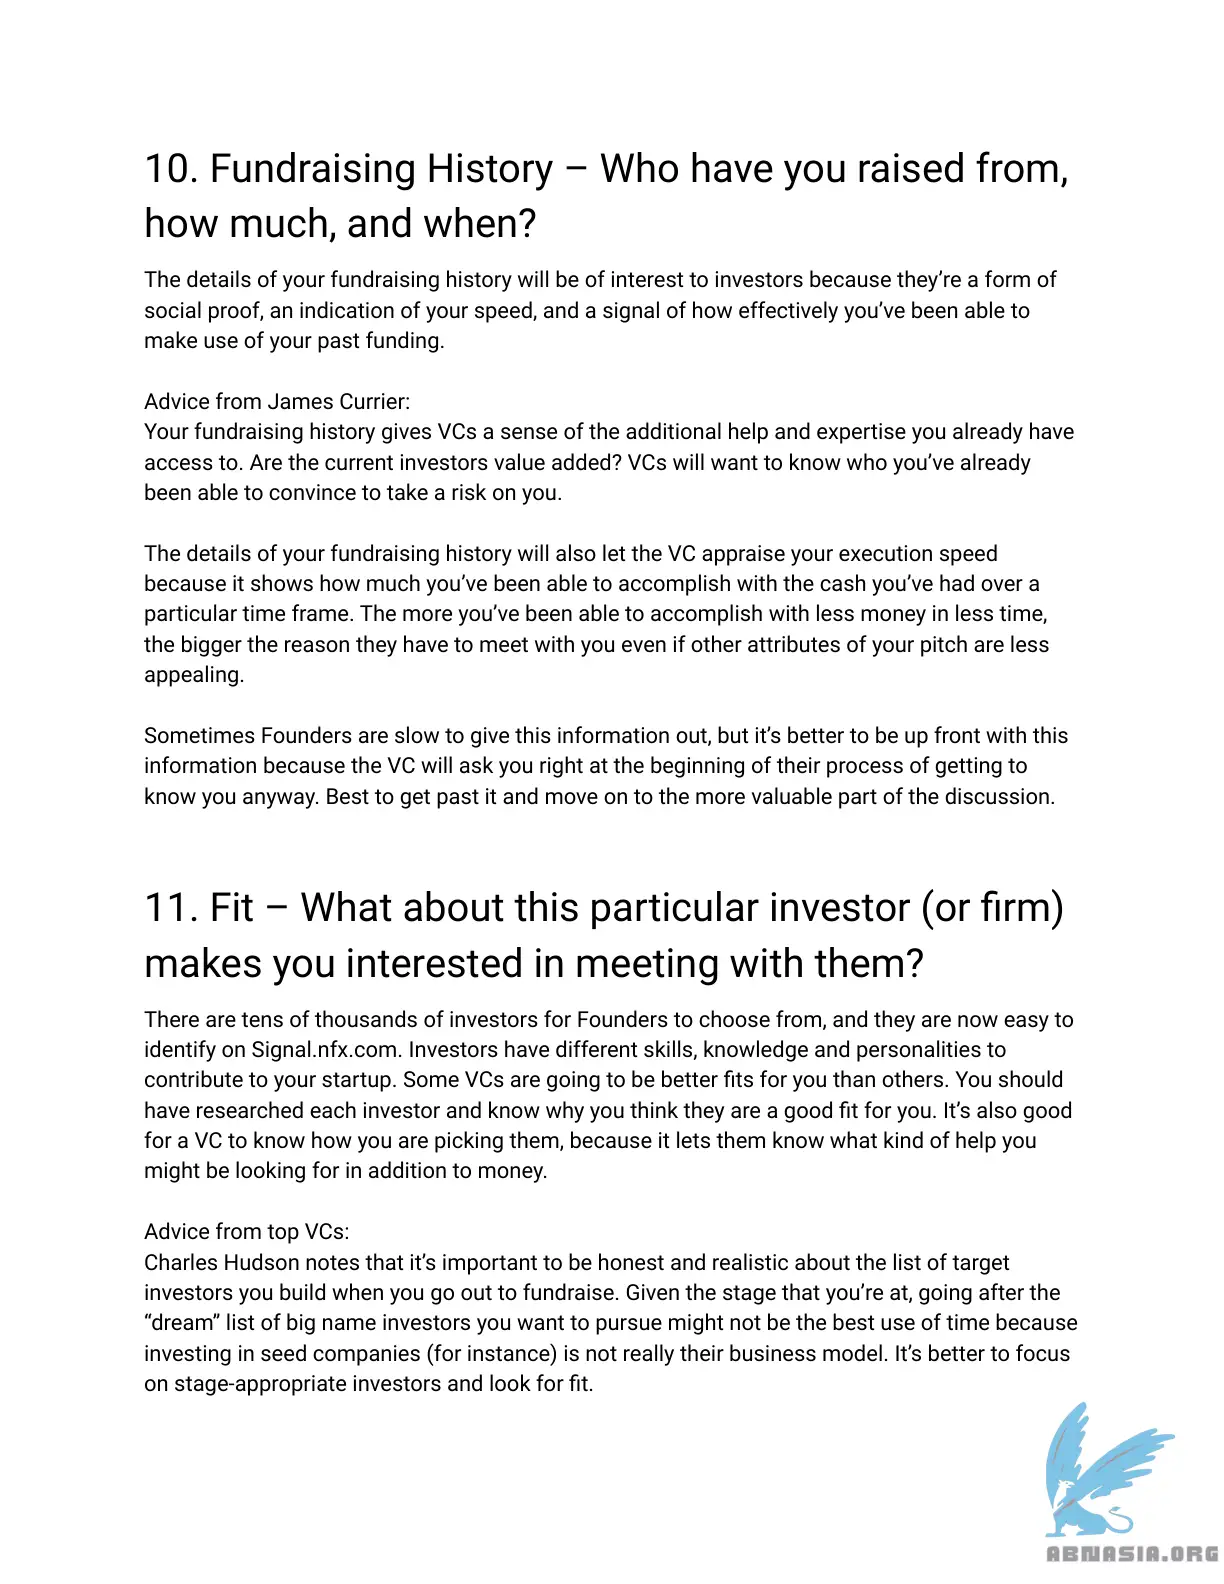 10. Fundraising History – Who have you raised from,
how much, and when?
The details of your fundraising history will be of interest to investors because they’re a form of
social proof, an indication of your speed, and a signal of how effectively you’ve been able to
make use of your past funding.
Advice from James Currier:
Your fundraising history gives VCs a sense of the additional help and expertise you already have
access to. Are the current investors value added? VCs will want to know who you’ve already
been able to convince to take a risk on you.
The details of your fundraising history will also let the VC appraise your execution speed
because it shows how much you’ve been able to accomplish with the cash you’ve had over a
particular time frame. The more you’ve been able to accomplish with less money in less time,
the bigger the reason they have to meet with you even if other attributes of your pitch are less
appealing.
Sometimes Founders are slow to give this information out, but it’s better to be up front with this
information because the VC will ask you right at the beginning of their process of getting to
know you anyway. Best to get past it and move on to the more valuable part of the discussion.
11. Fit – What about this particular investor (or firm)
makes you interested in meeting with them?
There are tens of thousands of investors for Founders to choose from, and they are now easy to
identify on Signal.nfx.com. Investors have different skills, knowledge and personalities to
contribute to your startup. Some VCs are going to be better fits for you than others. You should
have researched each investor and know why you think they are a good fit for you. It’s also good
for a VC to know how you are picking them, because it lets them know what kind of help you
might be looking for in addition to money.
Advice from top VCs:
Charles Hudson notes that it’s important to be honest and realistic about the list of target
investors you build when you go out to fundraise. Given the stage that you’re at, going after the
“dream” list of big name investors you want to pursue might not be the best use of time because
investing in seed companies (for instance) is not really their business model. It’s better to focus
on stage-appropriate investors and look for fit.
ABNASIA.ORG